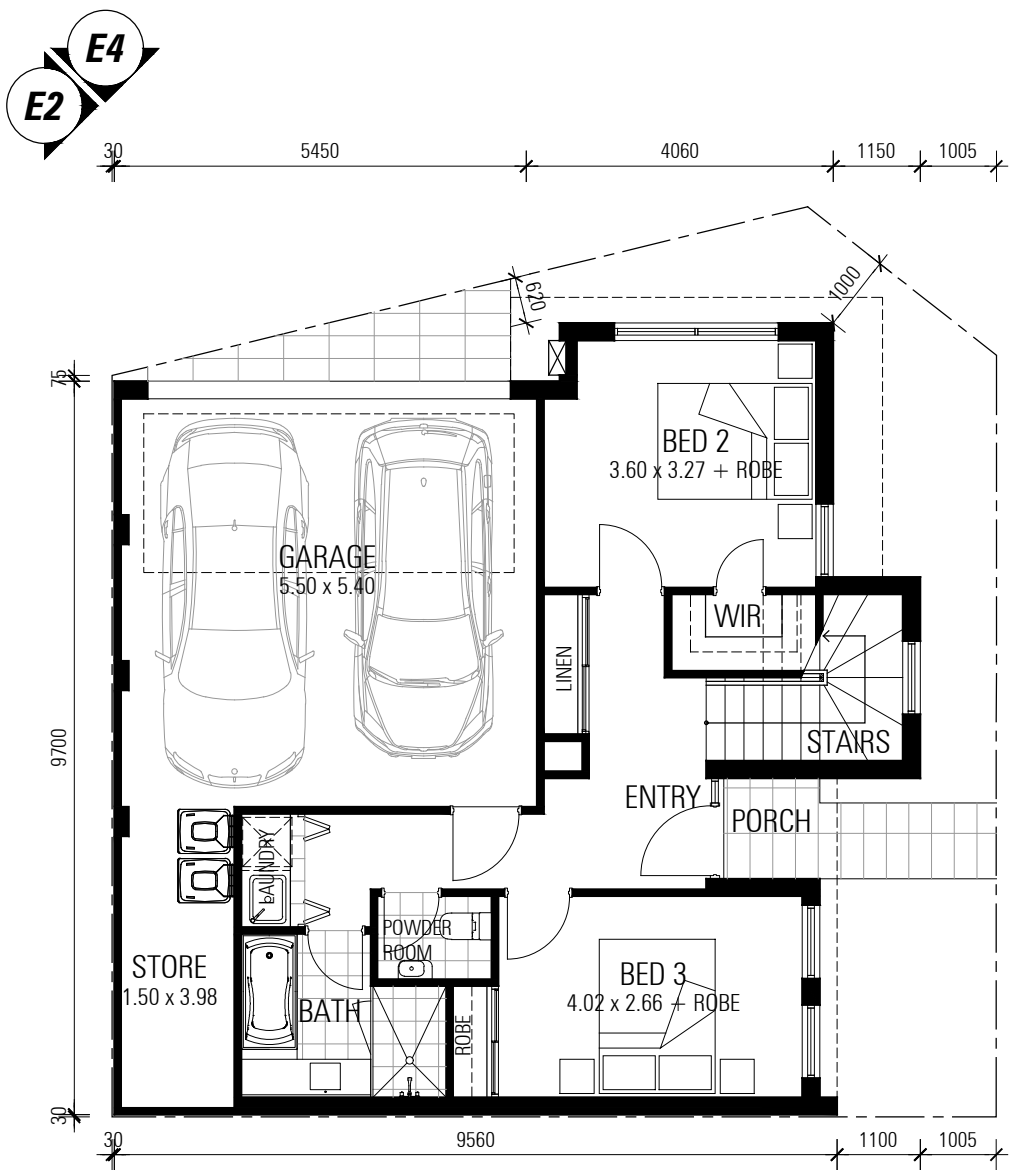 E4
E2
30
5450
4060
1150
1005
620
1000
75
BED 2
3.60 x 3.27 + ROBE
GARAGE
5.50 x 5.40
WIR
LINEN
STAIRS
9700
ENTRY
PORCH
LAUNDRY
POWDER
ROOM
STORE
1.50 x 3.98
BED 3
4.02 x 2.66 + ROBE
BATH
ROBE
30
30
9560
1100
1005